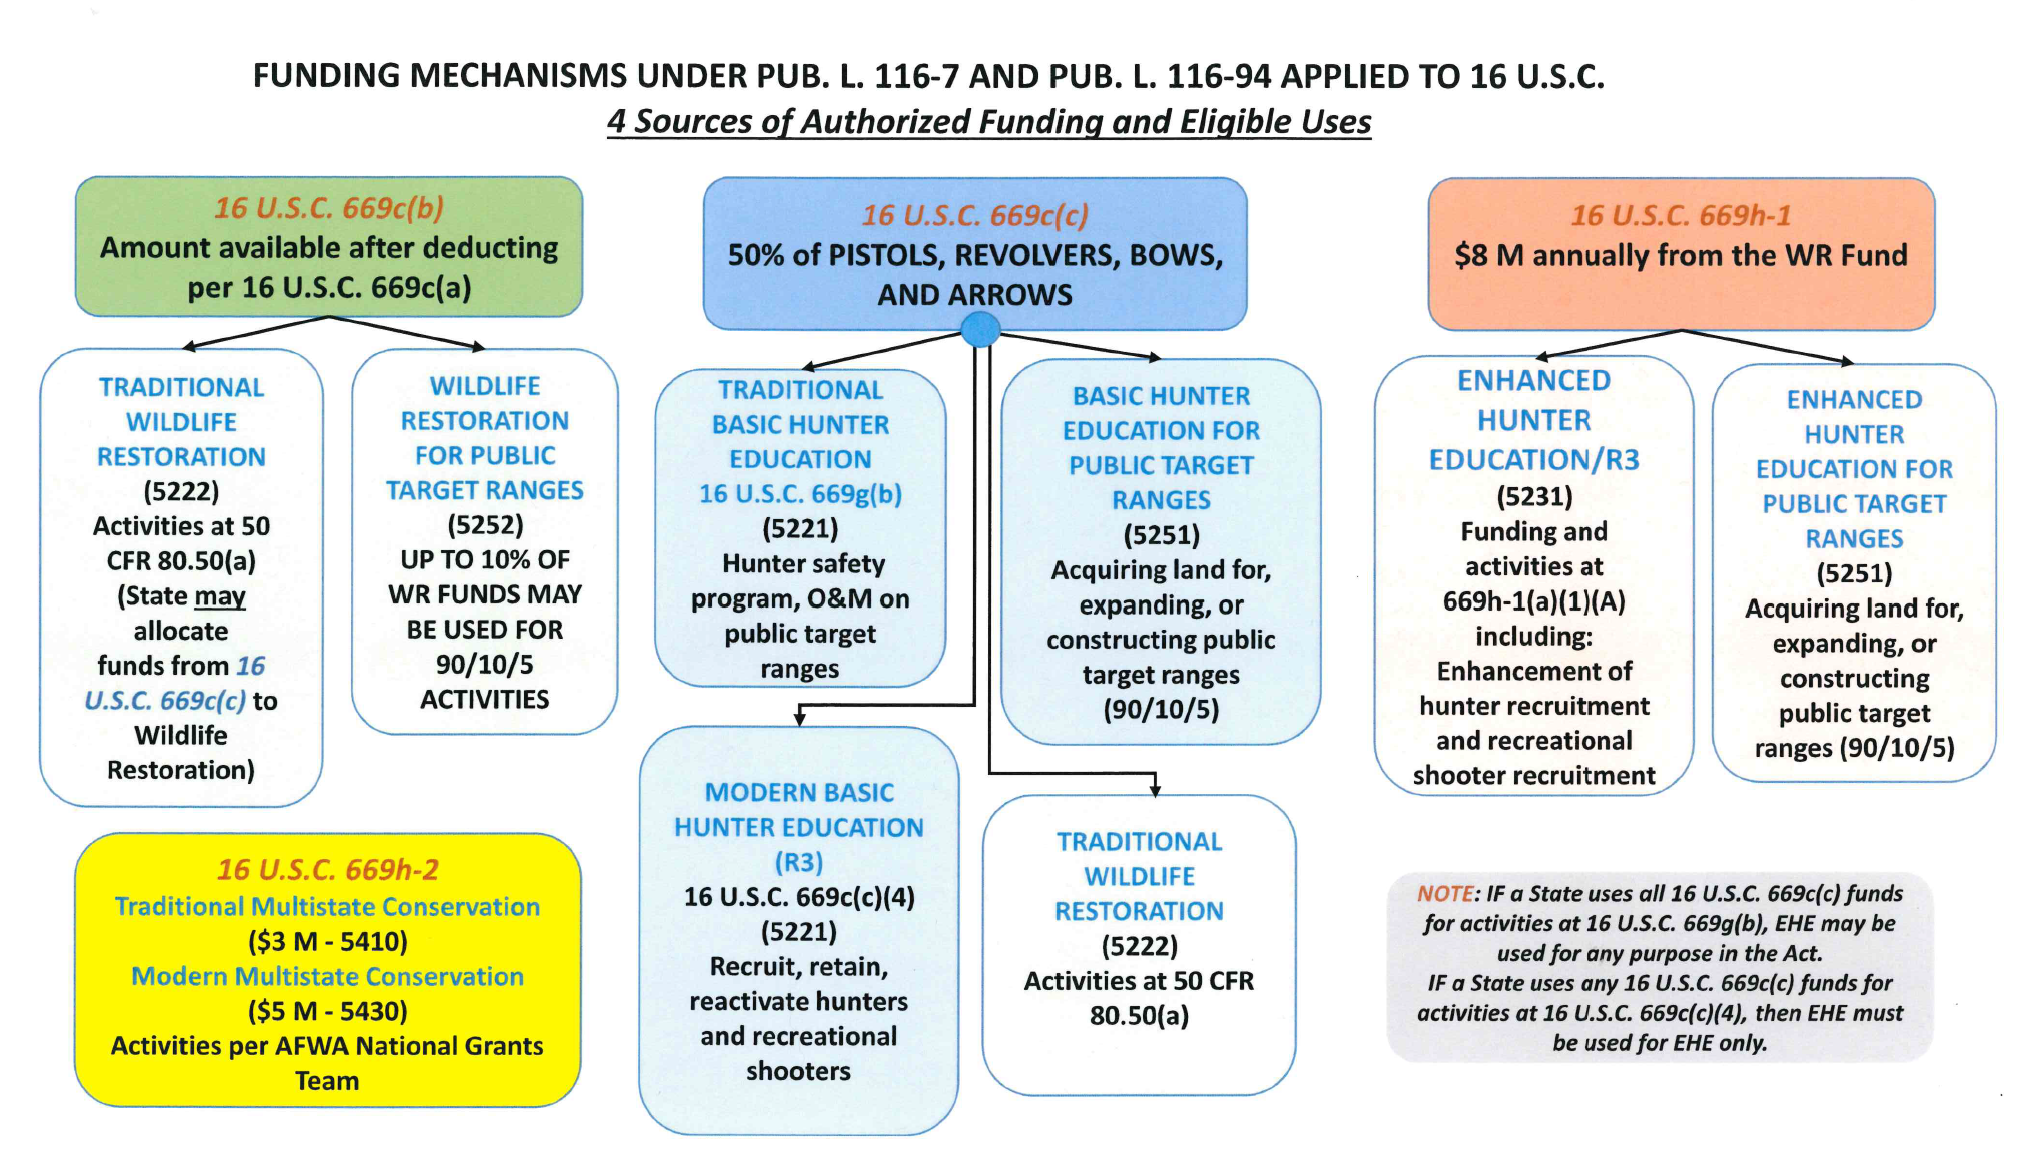 FUNDING MECHANISMS UNDER PUB. L. 116-7 AND PUB. L. 116-94 APPLIED TO 16 U.S.C.
4 Sources of Authorized Funding and Eligible Uses
16 U.S.C. 669c(b)
Amount available after deducting
per 16 U.S.C. 669c(a)
TRADITIONAL
WILDLIFE
RESTORATION
(5222)
Activities at 50
CFR 80.50(a)
(State may
allocate
funds from 16
U.S.C. 669c(c) to
Wildlife
Restoration)
WILDLIFE
RESTORATION
FOR PUBLIC
TARGET RANGES
(5252)
UP TO 10% OF
WR FUNDS MAY
BE USED FOR
90/10/5
ACTIVITIES
16 U.S.C. 669h-2
Traditional Multistate Conservation
($3 M - 5410)
Modern Multistate Conservation
($5 M - 5430)
Activities per AFWA National Grants
Team
16 U.S.C. 669c(c)
50% of PISTOLS, REVOLVERS, BOWS,
AND ARROWS
TRADITIONAL
BASIC HUNTER
EDUCATION
16 U.S.C. 669g(b)
(5221)
Hunter safety
program, O&M on
public target
ranges
BASIC HUNTER
EDUCATION FOR
PUBLIC TARGET
RANGES
(5251)
Acquiring land for,
expanding, or
constructing public
target ranges
(90/10/5)
MODERN BASIC
HUNTER EDUCATION
(R3)
16 U.S.C. 669c(c)(4)
(5221)
Recruit, retain,
reactivate hunters
and recreational
shooters
TRADITIONAL
WILDLIFE
RESTORATION
(5222)
Activities at 50 CFR
80.50(a)
16 U.S.C. 669h-1
$8 M annually from the WR Fund
ENHANCED
HUNTER
EDUCATION/R3
(5231)
Funding and
activities at
669h-1(a)(1)(A)
including:
Enhancement of
hunter recruitment
and recreational
shooter recruitment
ENHANCED
HUNTER
EDUCATION FOR
PUBLIC TARGET
RANGES
(5251)
Acquiring land for,
expanding, or
constructing
public target
ranges (90/10/5)
NOTE: IF a State uses all 16 U.S.C. 669c(c) funds
for activities at 16 U.S.C. 669g(b), EHE may be
used for any purpose in the Act.
IF a State uses any 16 U.S.C. 669c(c) funds for
activities at 16 U.S.C. 669c(c)(4), then EHE must
be used for EHE only.